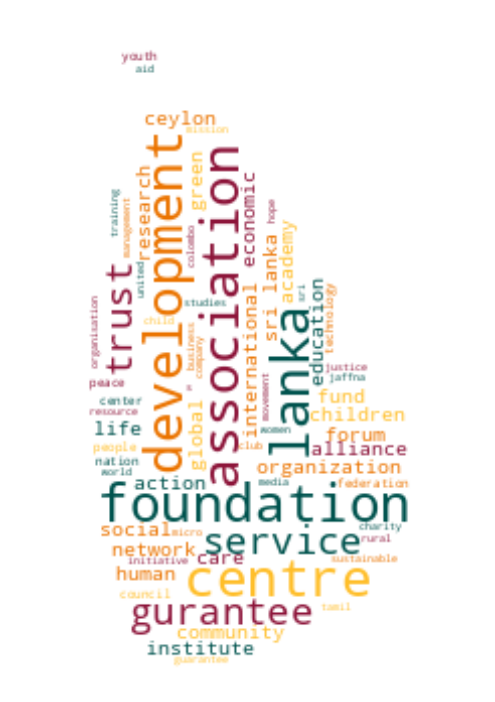 youth
aid
ceylon
mission
development
association
green
research
economic
training
management
hope
colombo
academy
sri lanka
united
trust
international
sri
education
technology
studies
lanka
organisation
child
business
company
justice
jaffna
peace
movement
s
center
resource
fund
children
life
global
women
forum
people
club
alliance
nation
world
organization
action
media
federation
foundation
charity
social
micro
service
rural
network
care
initiative
sustainable
human
centre
council
gurantee
tamil
community
institute
guarantee